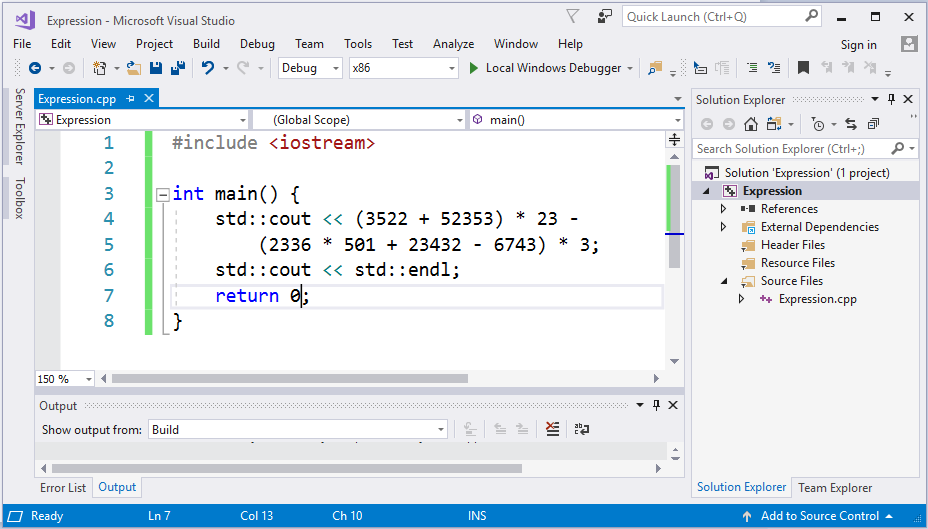 Expression - Microsoft Visual Studio
Quick Launch (Ctrl+Q)
File Edit View Project Build Debug Team Tools Test Analyze Window Help Sign in
Debug x86 Local Windows Debugger
Server Explorer
Toolbox
Expression.cpp
Expression (Global Scope) main()
1 #include <iostream>
2
3 int main() {
4 std::cout << (3522 + 52353) * 23 -
5 (2336 * 501 + 23432 - 6743) * 3;
6 std::cout << std::endl;
7 return 0;
8 }
150 %
Output
Show output from: Build
Error List Output
Solution Explorer
Search Solution Explorer (Ctrl+;)
Solution 'Expression' (1 project)
Expression
References
External Dependencies
Header Files
Resource Files
Source Files
Expression.cpp
Solution Explorer Team Explorer
Ready Ln 7 Col 13 Ch 10 INS Add to Source Control